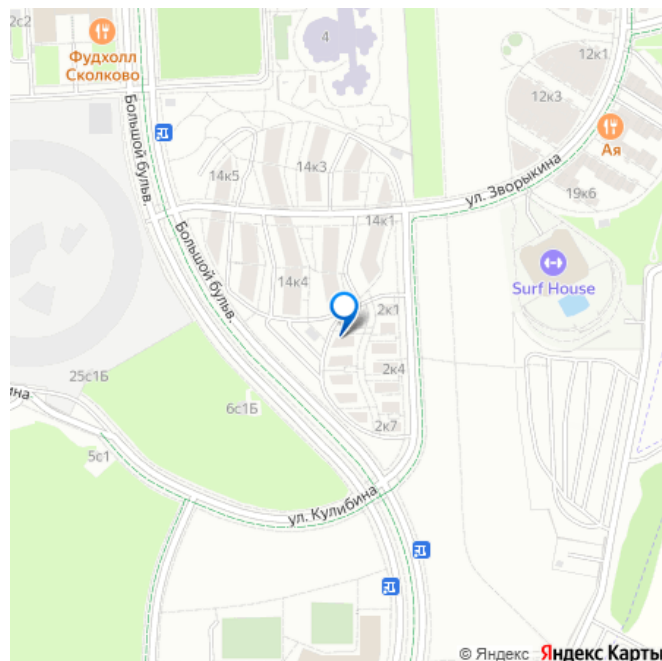 2с2
Фудхолл
Сколково
4
12к1
12к3
Ая
Большой бульв.
14к5
14к3
ул. Зворыкина
19к6
14к1
Большой бульв.
14к4
Surf House
2к1
25с1Б
2к4
ина
6с1Б
2к7
5с1
ул. Кулибина
© Яндекс Яндекс Карты